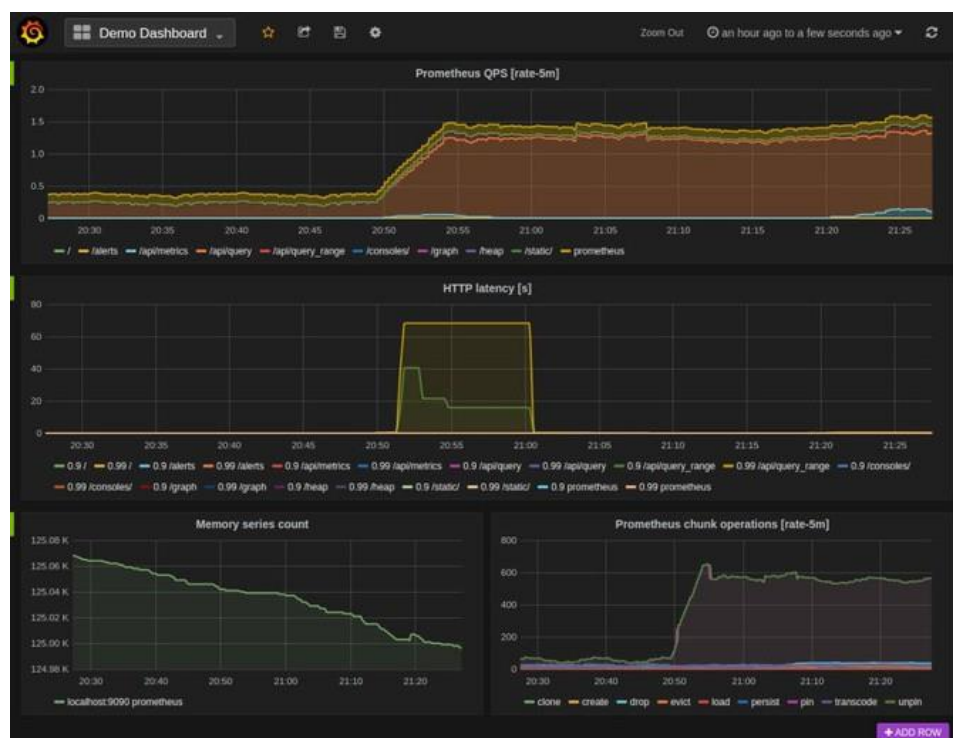 Demo Dashboard
Zoom Out an hour ago to a few seconds ago
Prometheus QPS [rate-5m]
2.0
1.5
1.0
0.5
0
20:30 20:35 20:40 20:45 20:50 20:55 21:00 21:05 21:10 21:15 21:20 21:25
/ /alerts /api/metrics /api/query /api/query_range /consoles/ /graph /heap /static/ prometheus
HTTP latency [s]
80
60
40
20
0
20:30 20:35 20:40 20:45 20:50 20:55 21:00 21:05 21:10 21:15 21:20 21:25
0.9 / 0.99 / 0.9 /alerts 0.99 /alerts 0.9 /api/metrics 0.99 /api/metrics 0.9 /api/query 0.99 /api/query 0.9 /api/query_range 0.99 /api/query_range 0.9 /consoles/
0.99 /consoles/ 0.9 /graph 0.99 /graph 0.9 /heap 0.99 /heap 0.9 /static/ 0.99 /static/ 0.9 prometheus 0.99 prometheus
Memory series count
125.08 K
125.06 K
125.04 K
125.02 K
125.00 K
124.98 K
20:30 20:40 20:50 21:00 21:10 21:20
localhost:9090 prometheus
Prometheus chunk operations [rate-5m]
800
600
400
200
0
20:30 20:40 20:50 21:00 21:10 21:20
clone create drop evict load persist pin transcode unpin
+ ADD ROW